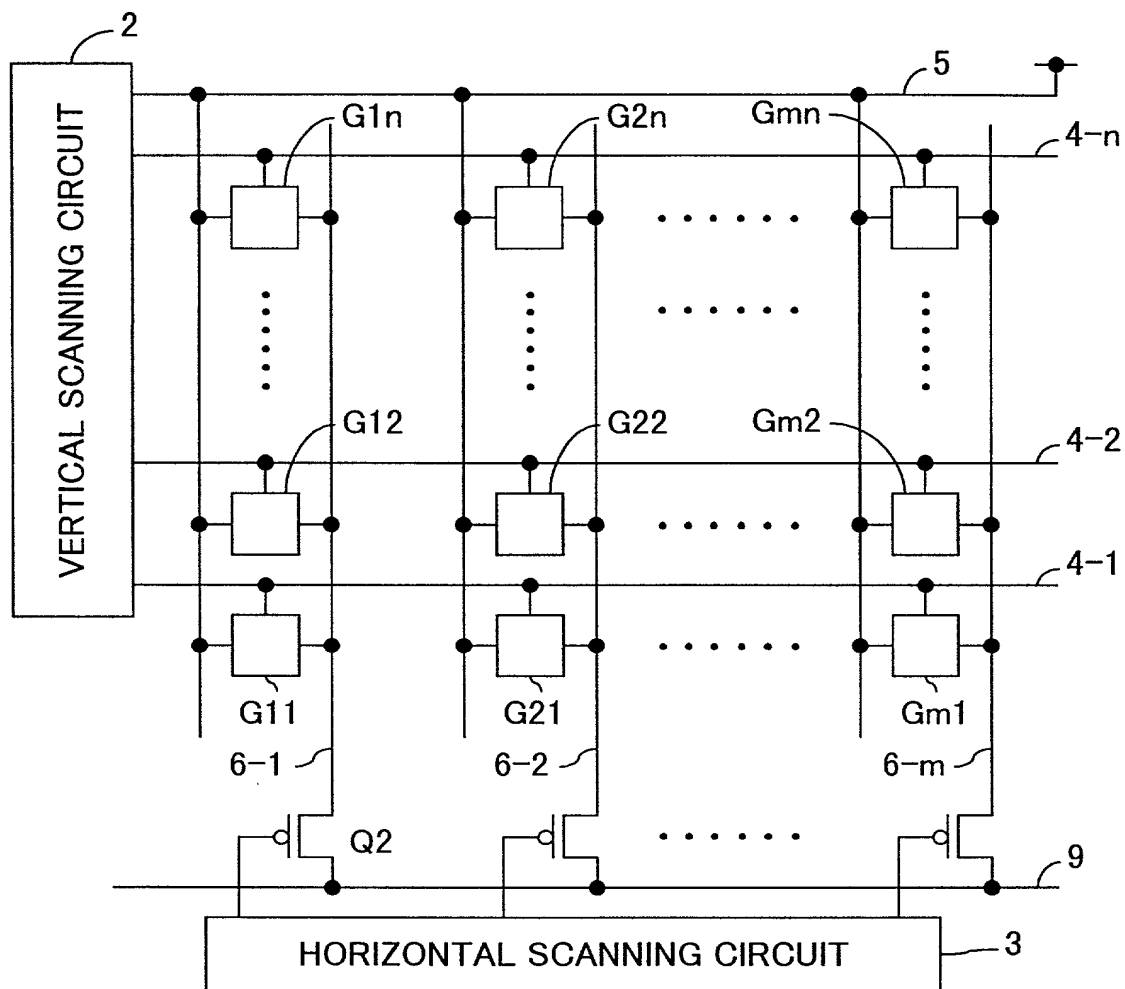 2
5
VERTICAL SCANNING CIRCUIT
G1n
G2n
Gmn
4-n
G12
G22
Gm2
4-2
4-1
G11
G21
Gm1
6-1
6-2
6-m
Q2
9
HORIZONTAL SCANNING CIRCUIT
3